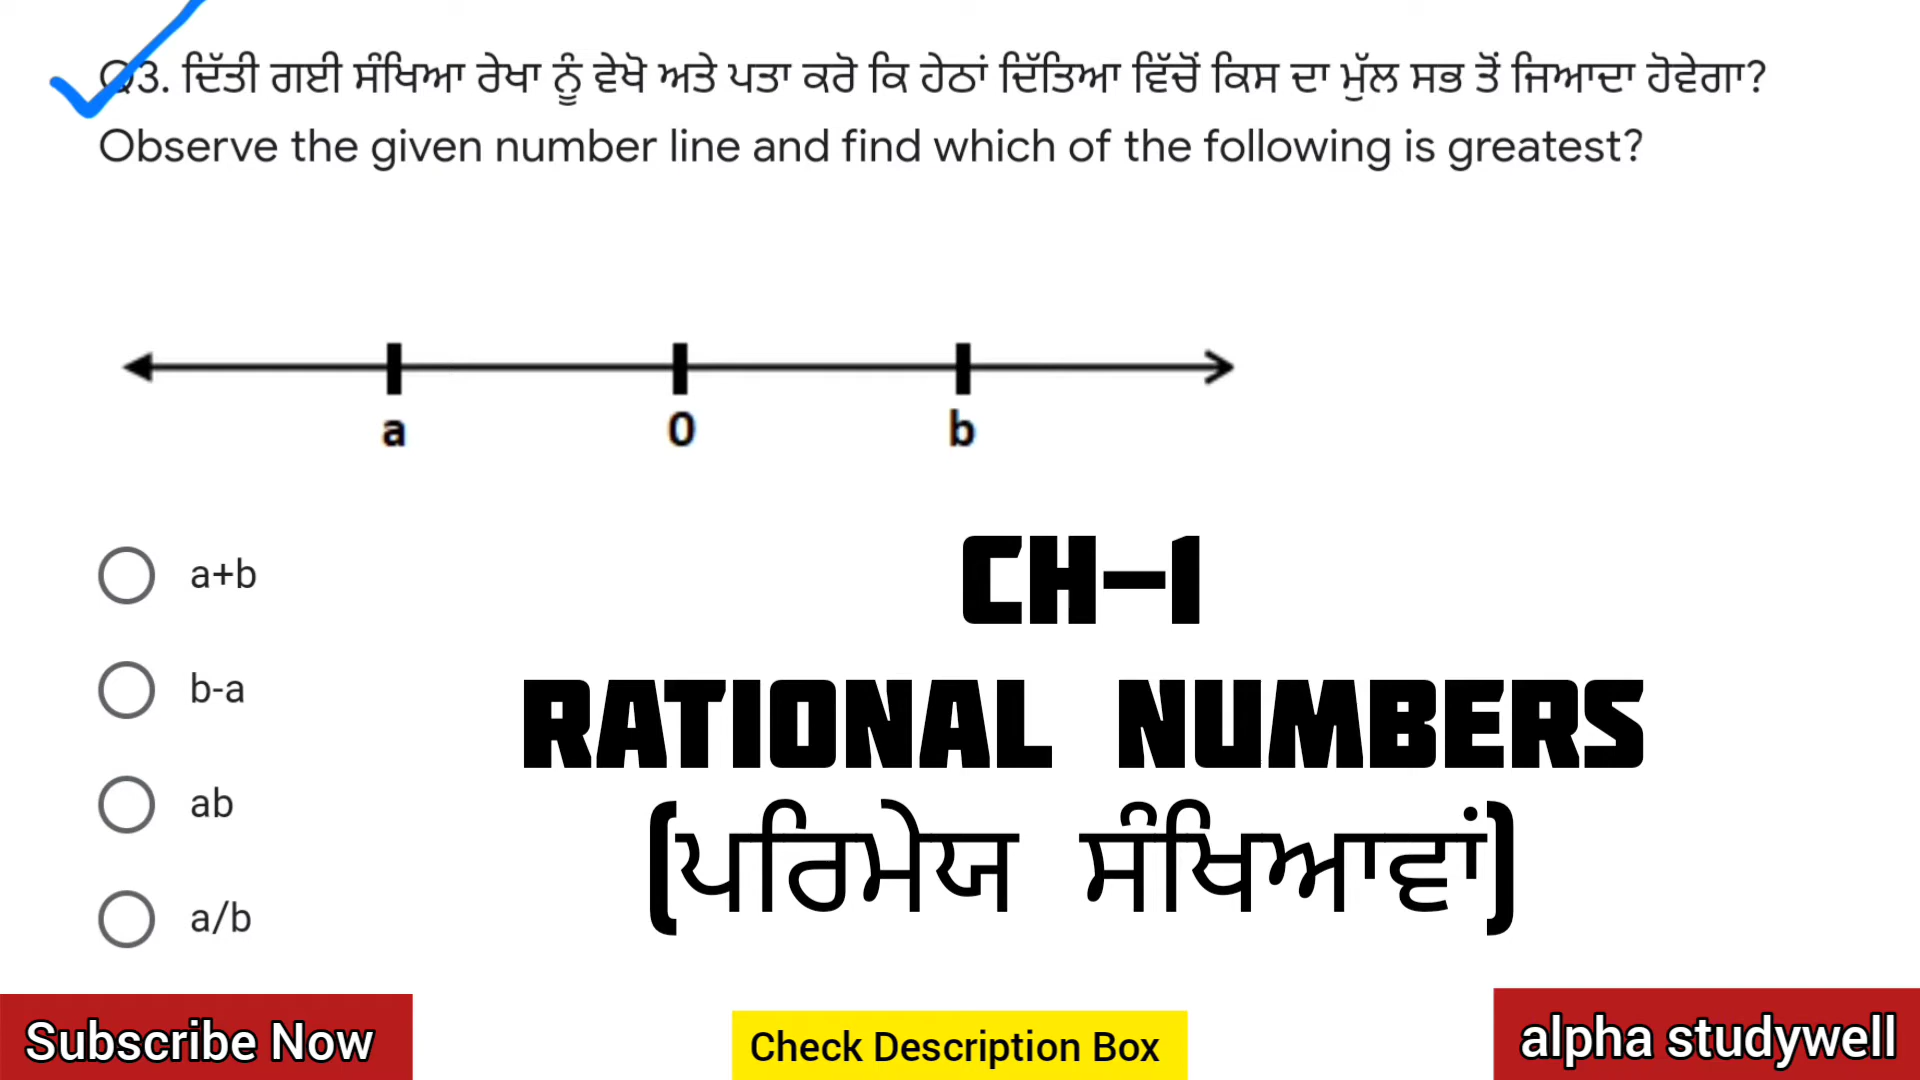 Q3. ਦਿੱਤੀ ਗਈ ਸੰਖਿਆ ਰੇਖਾ ਨੂੰ ਵੇਖੋ ਅਤੇ ਪਤਾ ਕਰੋ ਕਿ ਹੇਠਾਂ ਦਿੱਤਿਆ ਵਿੱਚੋਂ ਕਿਸ ਦਾ ਮੁੱਲ ਸਭ ਤੋਂ ਜਿਆਦਾ ਹੋਵੇਗਾ?
Observe the given number line and find which of the following is greatest?
a 0 b
a+b
b-a
ab
a/b
CH-1
RATIONAL NUMBERS
(ਪਰਿਮੇਯ ਸੰਖਿਆਵਾਂ)
Subscribe Now
Check Description Box
alpha studywell